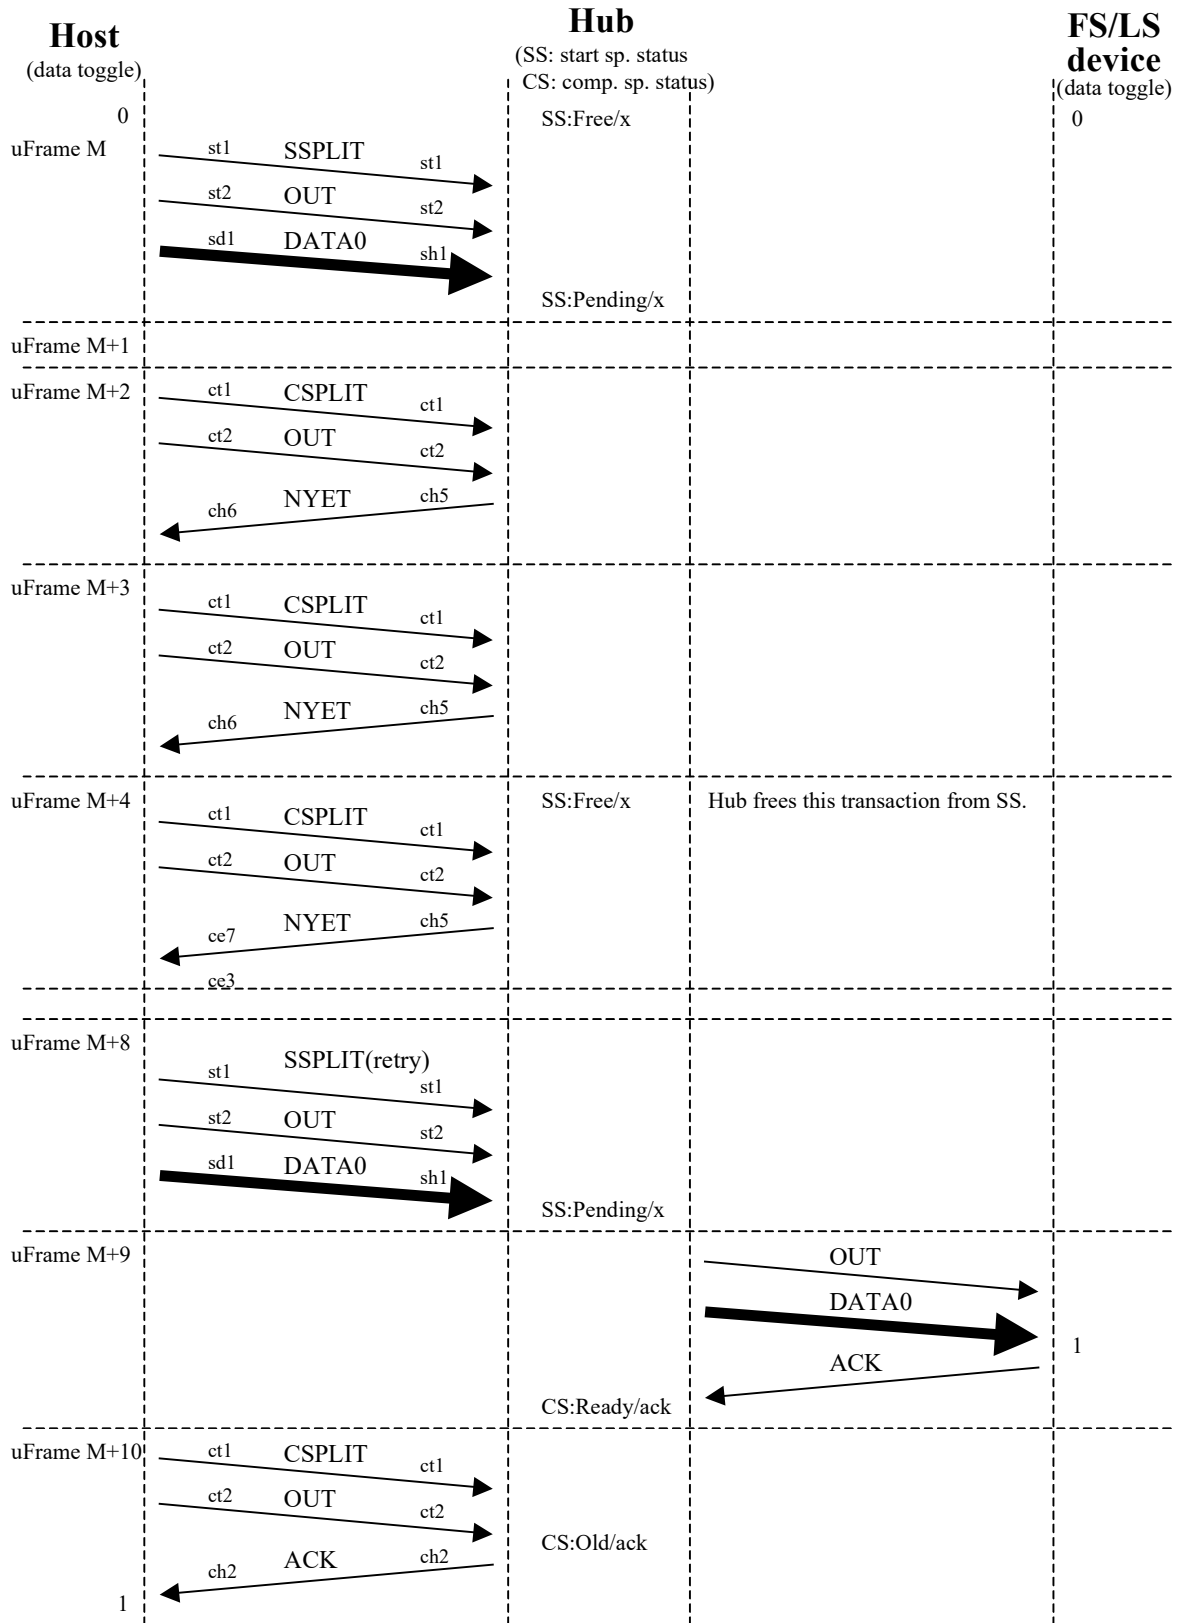 Host
(data toggle)
Hub
(SS: start sp. status
CS: comp. sp. status)
FS/LS
device
(data toggle)
0
SS:Free/x
0
uFrame M
st1 SSPLIT st1
st2 OUT st2
sd1 DATA0 sh1
SS:Pending/x
uFrame M+1
uFrame M+2
ct1 CSPLIT ct1
ct2 OUT ct2
ch6 NYET ch5
uFrame M+3
ct1 CSPLIT ct1
ct2 OUT ct2
ch6 NYET ch5
uFrame M+4
SS:Free/x
Hub frees this transaction from SS.
ct1 CSPLIT ct1
ct2 OUT ct2
ce7 NYET ch5
ce3
uFrame M+8
st1 SSPLIT(retry) st1
st2 OUT st2
sd1 DATA0 sh1
SS:Pending/x
uFrame M+9
OUT
DATA0
1
ACK
CS:Ready/ack
uFrame M+10
ct1 CSPLIT ct1
ct2 OUT ct2
CS:Old/ack
ch2 ACK ch2
1